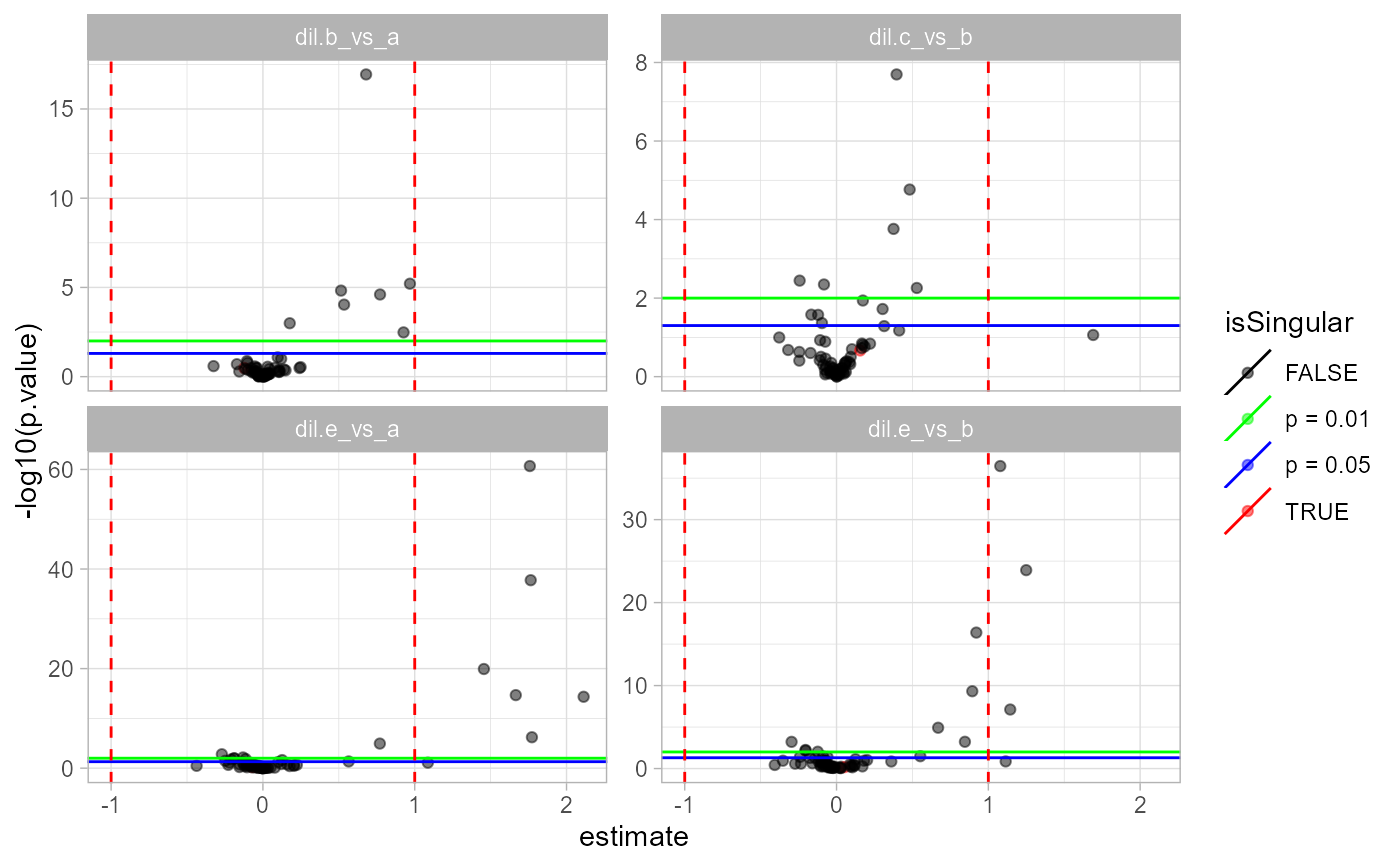 dil.b_vs_a
dil.c_vs_b
15
10
5
0
8
6
4
2
0
dil.e_vs_a
dil.e_vs_b
60
40
20
0
30
20
10
0
-1 0 1 2
-1 0 1 2
estimate
-log10(p.value)
isSingular
FALSE
p = 0.01
p = 0.05
TRUE